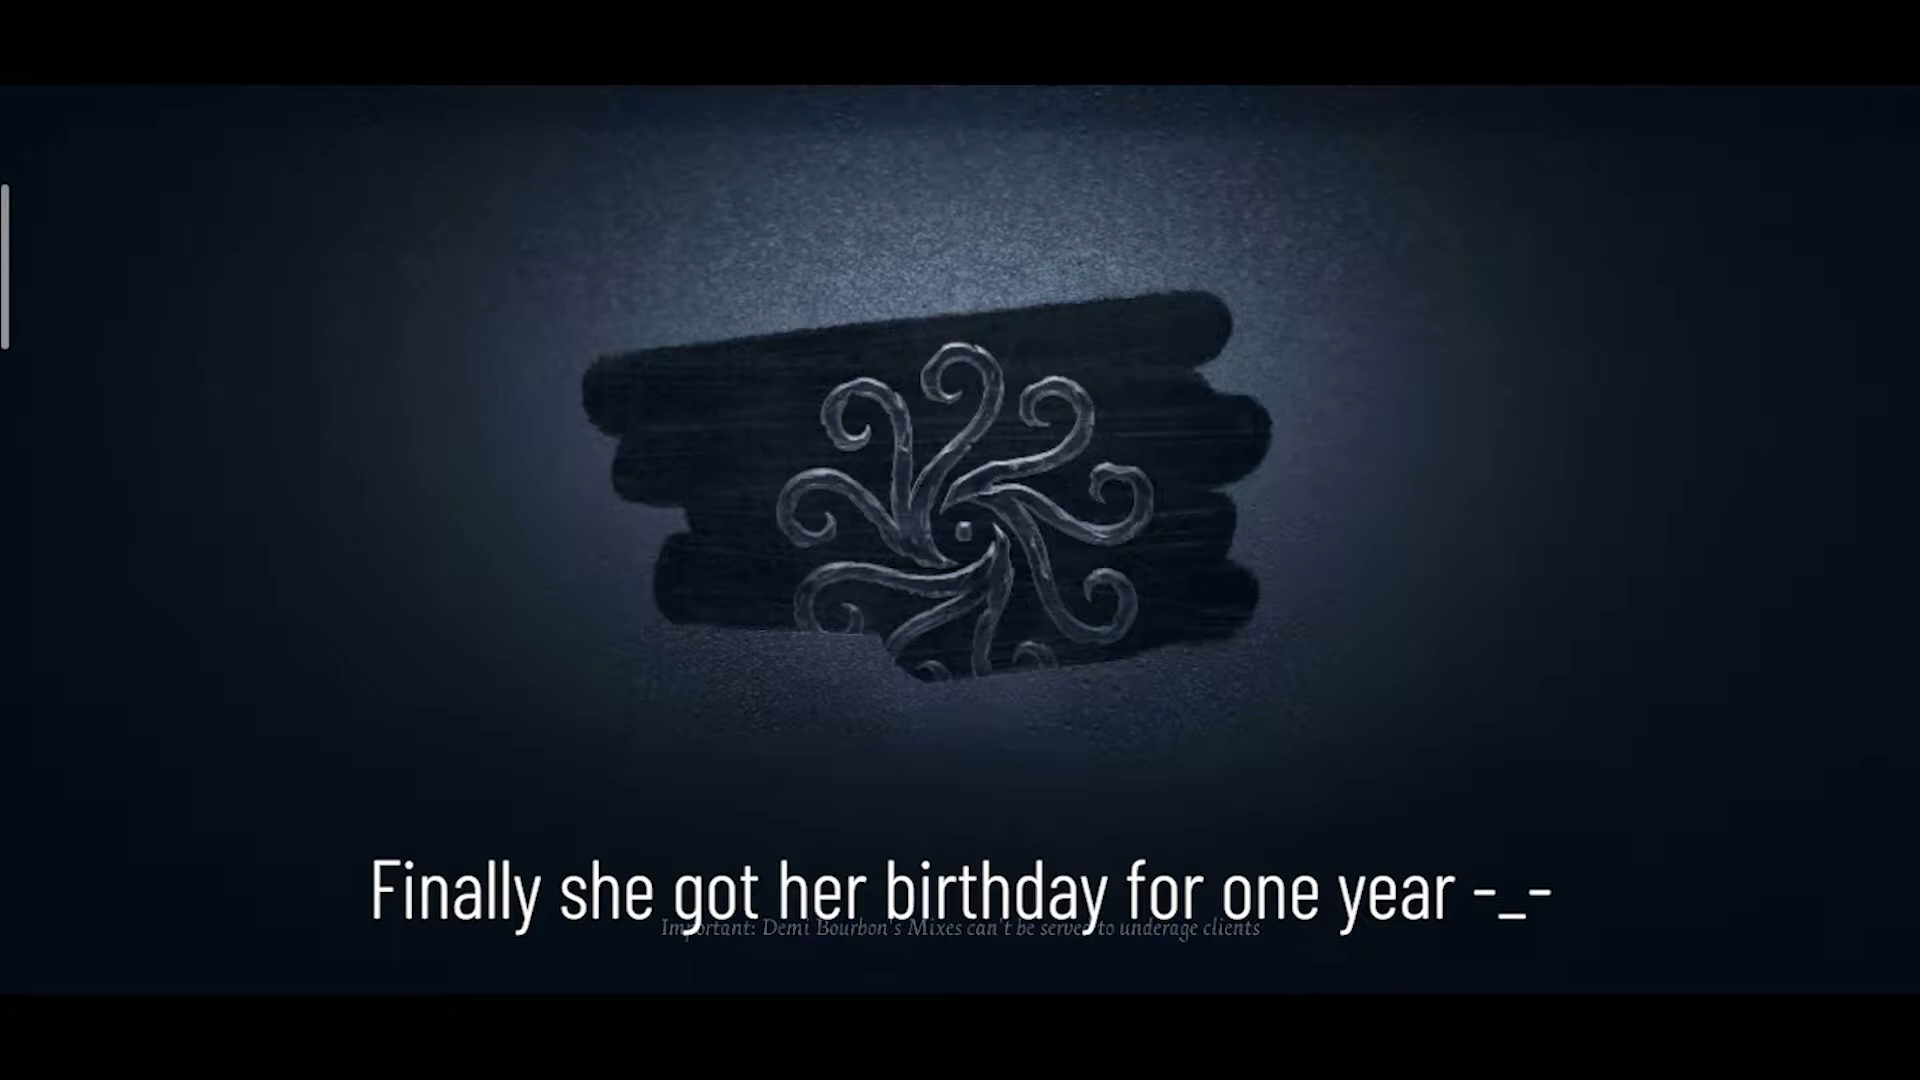 Finally she got her birthday for one year -_-
Important: Demi Bourbon's Mixes can't be served to underage clients